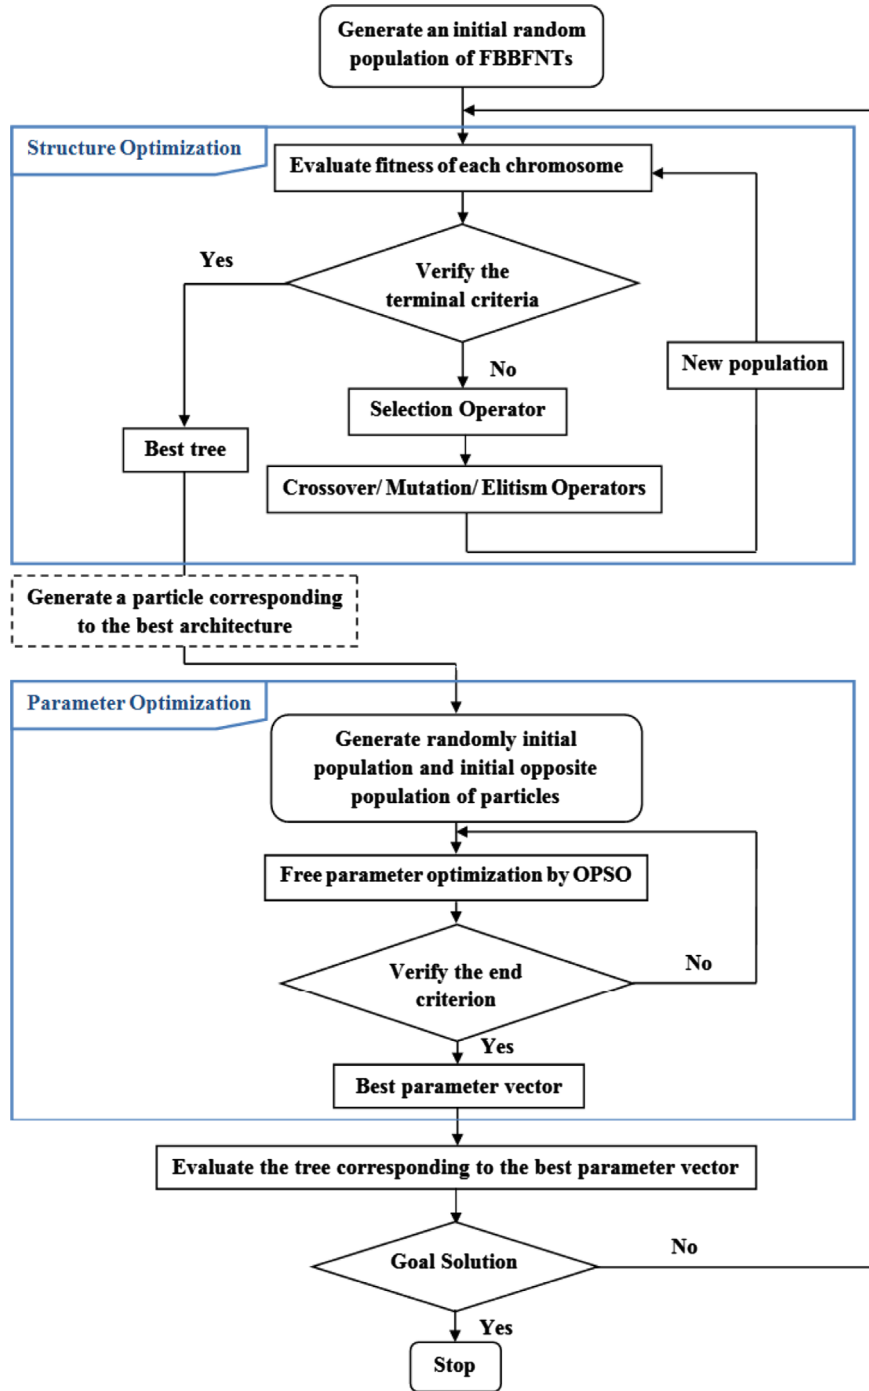 Generate an initial random
population of FBBFNTs
Structure Optimization
Evaluate fitness of each chromosome
Yes
Verify the
terminal criteria
New population
No
Selection Operator
Best tree
Crossover/ Mutation/ Elitism Operators
Generate a particle corresponding
to the best architecture
Parameter Optimization
Generate randomly initial
population and initial opposite
population of particles
Free parameter optimization by OPSO
Verify the end
criterion
No
Yes
Best parameter vector
Evaluate the tree corresponding to the best parameter vector
Goal Solution
No
Yes
Stop